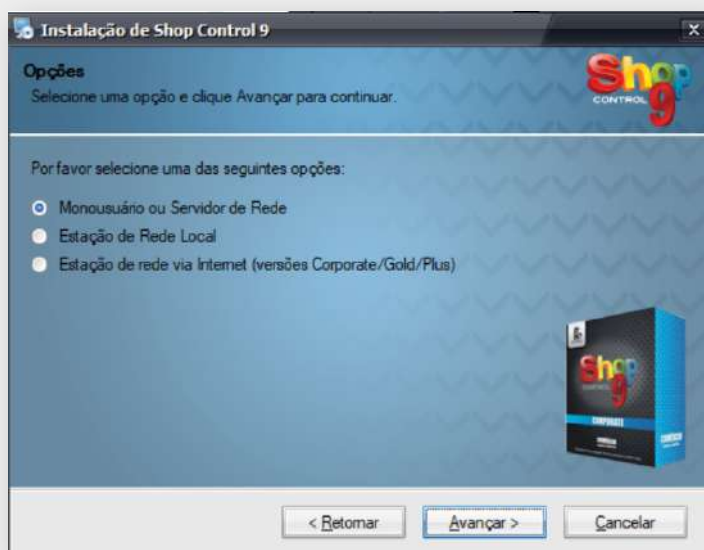 Instalação de Shop Control 9
Opções
Selecione uma opção e clique Avançar para continuar.
Shop
CONTROL 9
Por favor selecione uma das seguintes opções:
Monousuário ou Servidor de Rede
Estação de Rede Local
Estação de rede via Internet (versões Corporate/Gold/Plus)
Shop
9
CORPORATE
< Retornar
Avançar >
Cancelar